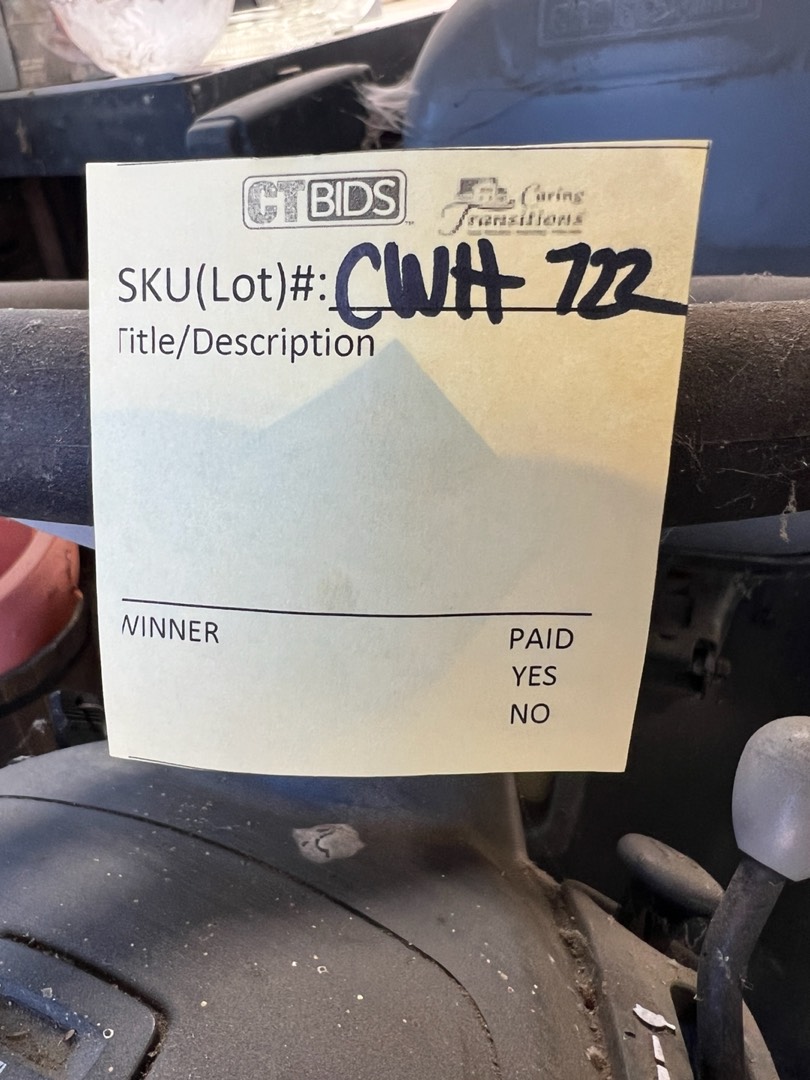 CTBIDS
Caring
Transitions
SKU(Lot)#: CWH 722
Title/Description
WINNER
PAID
YES
NO